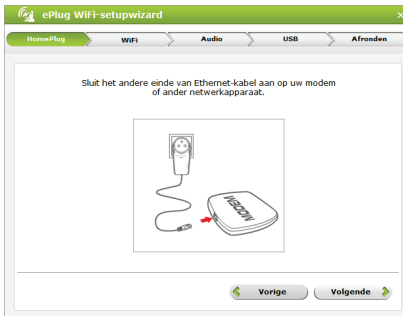 ePlug WiFi-setupwizard
HomePlug
WiFi
Audio
USB
Afronden
Sluit het andere einde van Ethernet-kabel aan op uw modem
of ander netwerkapparaat.
MODEM
Vorige
Volgende